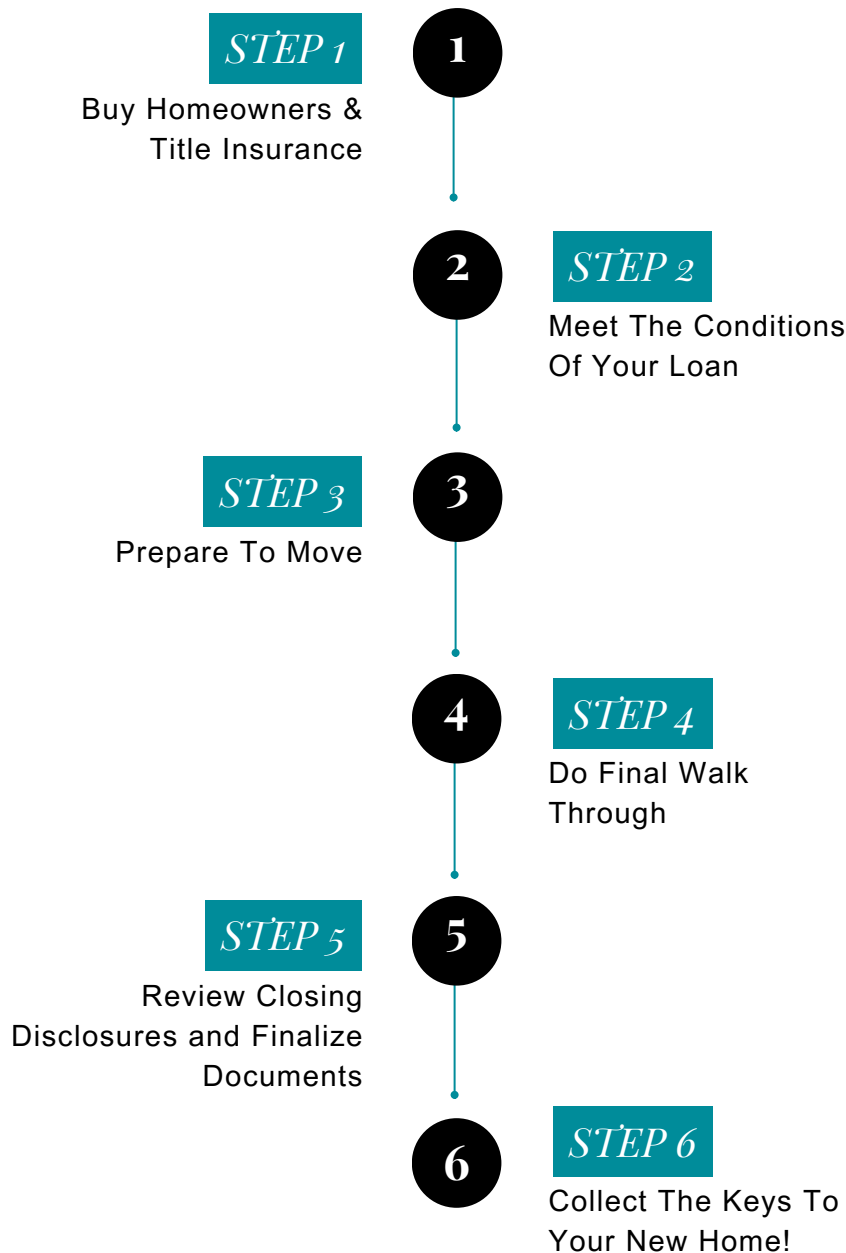 STEP 1
1
Buy Homeowners &
Title Insurance
2
STEP 2
Meet The Conditions
Of Your Loan
STEP 3
3
Prepare To Move
4
STEP 4
Do Final Walk
Through
STEP 5
5
Review Closing
Disclosures and Finalize
Documents
6
STEP 6
Collect The Keys To
Your New Home!